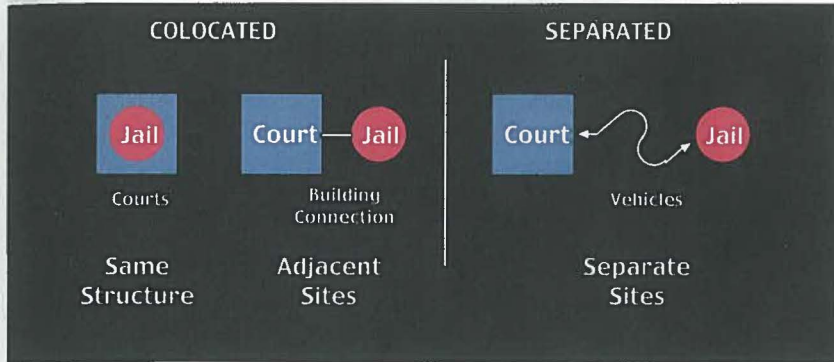 COLOCATED
SEPARATED
Jail
Court
Jail
Court
Jail
Courts
Building
Connection
Vehicles
Same
Structure
Adjacent
Sites
Separate
Sites